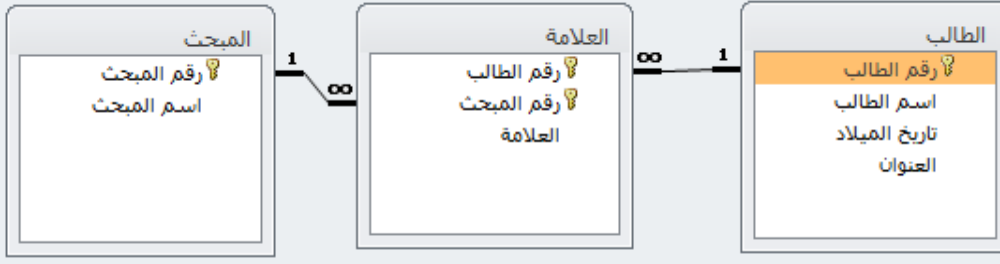 الطالب
رقم الطالب
اسم الطالب
تاريخ الميلاد
العنوان
1
∞
العلامة
رقم الطالب
رقم المبحث
العلامة
∞
1
المبحث
رقم المبحث
اسم المبحث